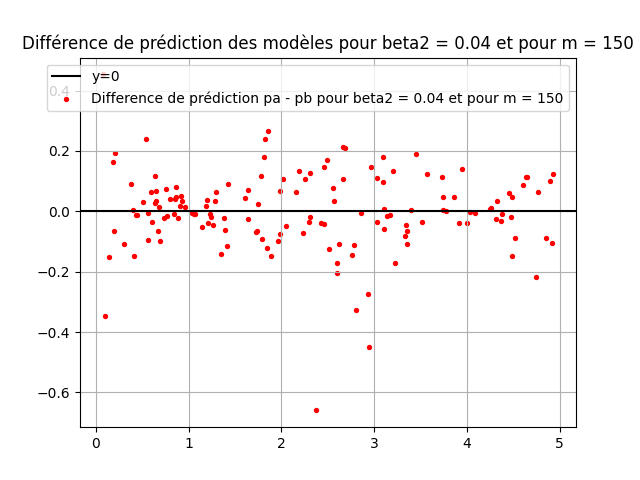 Différence de prédiction des modèles pour beta2 = 0.04 et pour m = 150
y=0
Difference de prédiction pa - pb pour beta2 = 0.04 et pour m = 150
0.4
0.2
0.0
−0.2
−0.4
−0.6
0 1 2 3 4 5